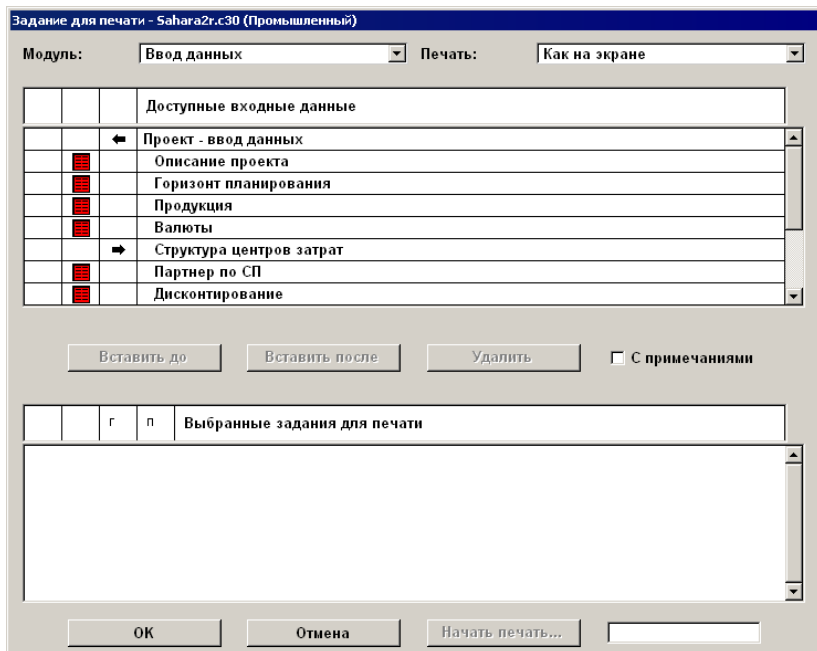 Задание для печати - Sahara2r.c30 (Промышленный)
Модуль: Ввод данных Печать: Как на экране
Доступные входные данные
Проект - ввод данных
Описание проекта
Горизонт планирования
Продукция
Валюты
Структура центров затрат
Партнер по СП
Дисконтирование
Вставить до Вставить после Удалить С примечаниями
г п Выбранные задания для печати
ОК Отмена Начать печать...